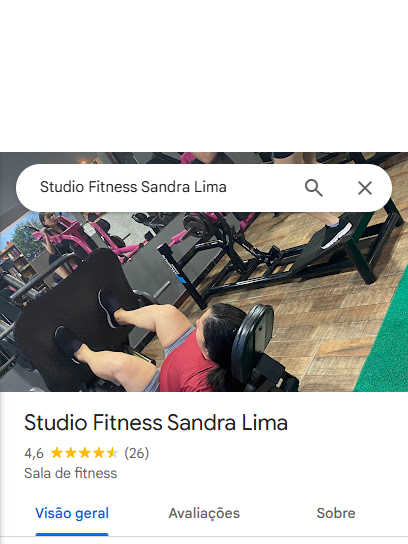 Studio Fitness Sandra Lima
Studio Fitness Sandra Lima
4,6 (26)
Sala de fitness
Visão geral Avaliações Sobre